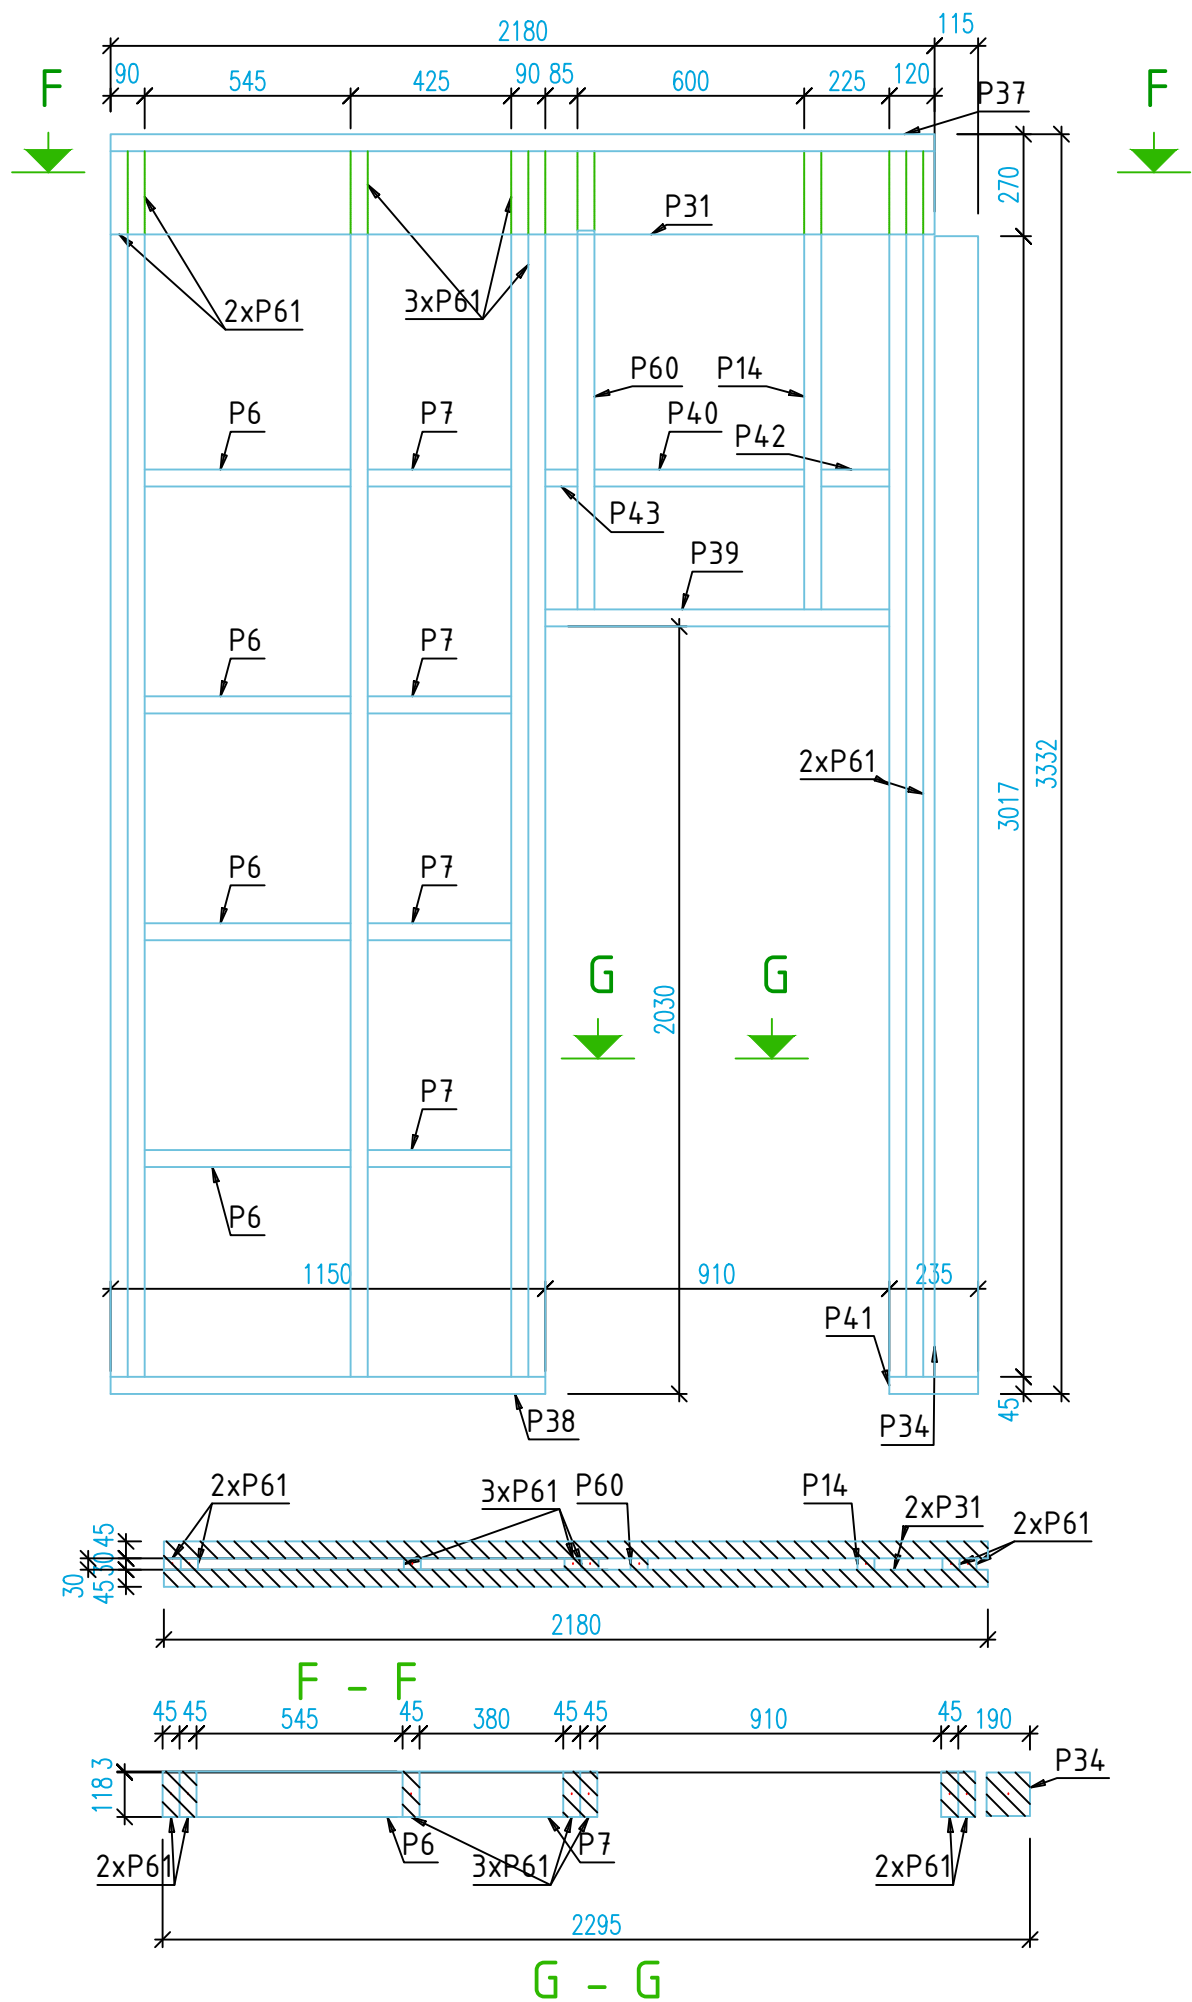 2180 115
90 545 425 90 85 600 225 120
F F
P37
270
P31
2xP61 3xP61
P60 P14
P6 P7 P40 P42
P43
P39
P6 P7
2xP61
3332
3017
P6 P7
G G
2030
P7
P6
1150 910 235
P41
P38 P34
45
2xP61 3xP61 P60 P14 2xP31 2xP61
45
30
30
45
2180
F - F
45 45 545 45 380 45 45 910 45 190
3
118
P34
P6 P7
2xP61 3xP61 2xP61
2295
G - G